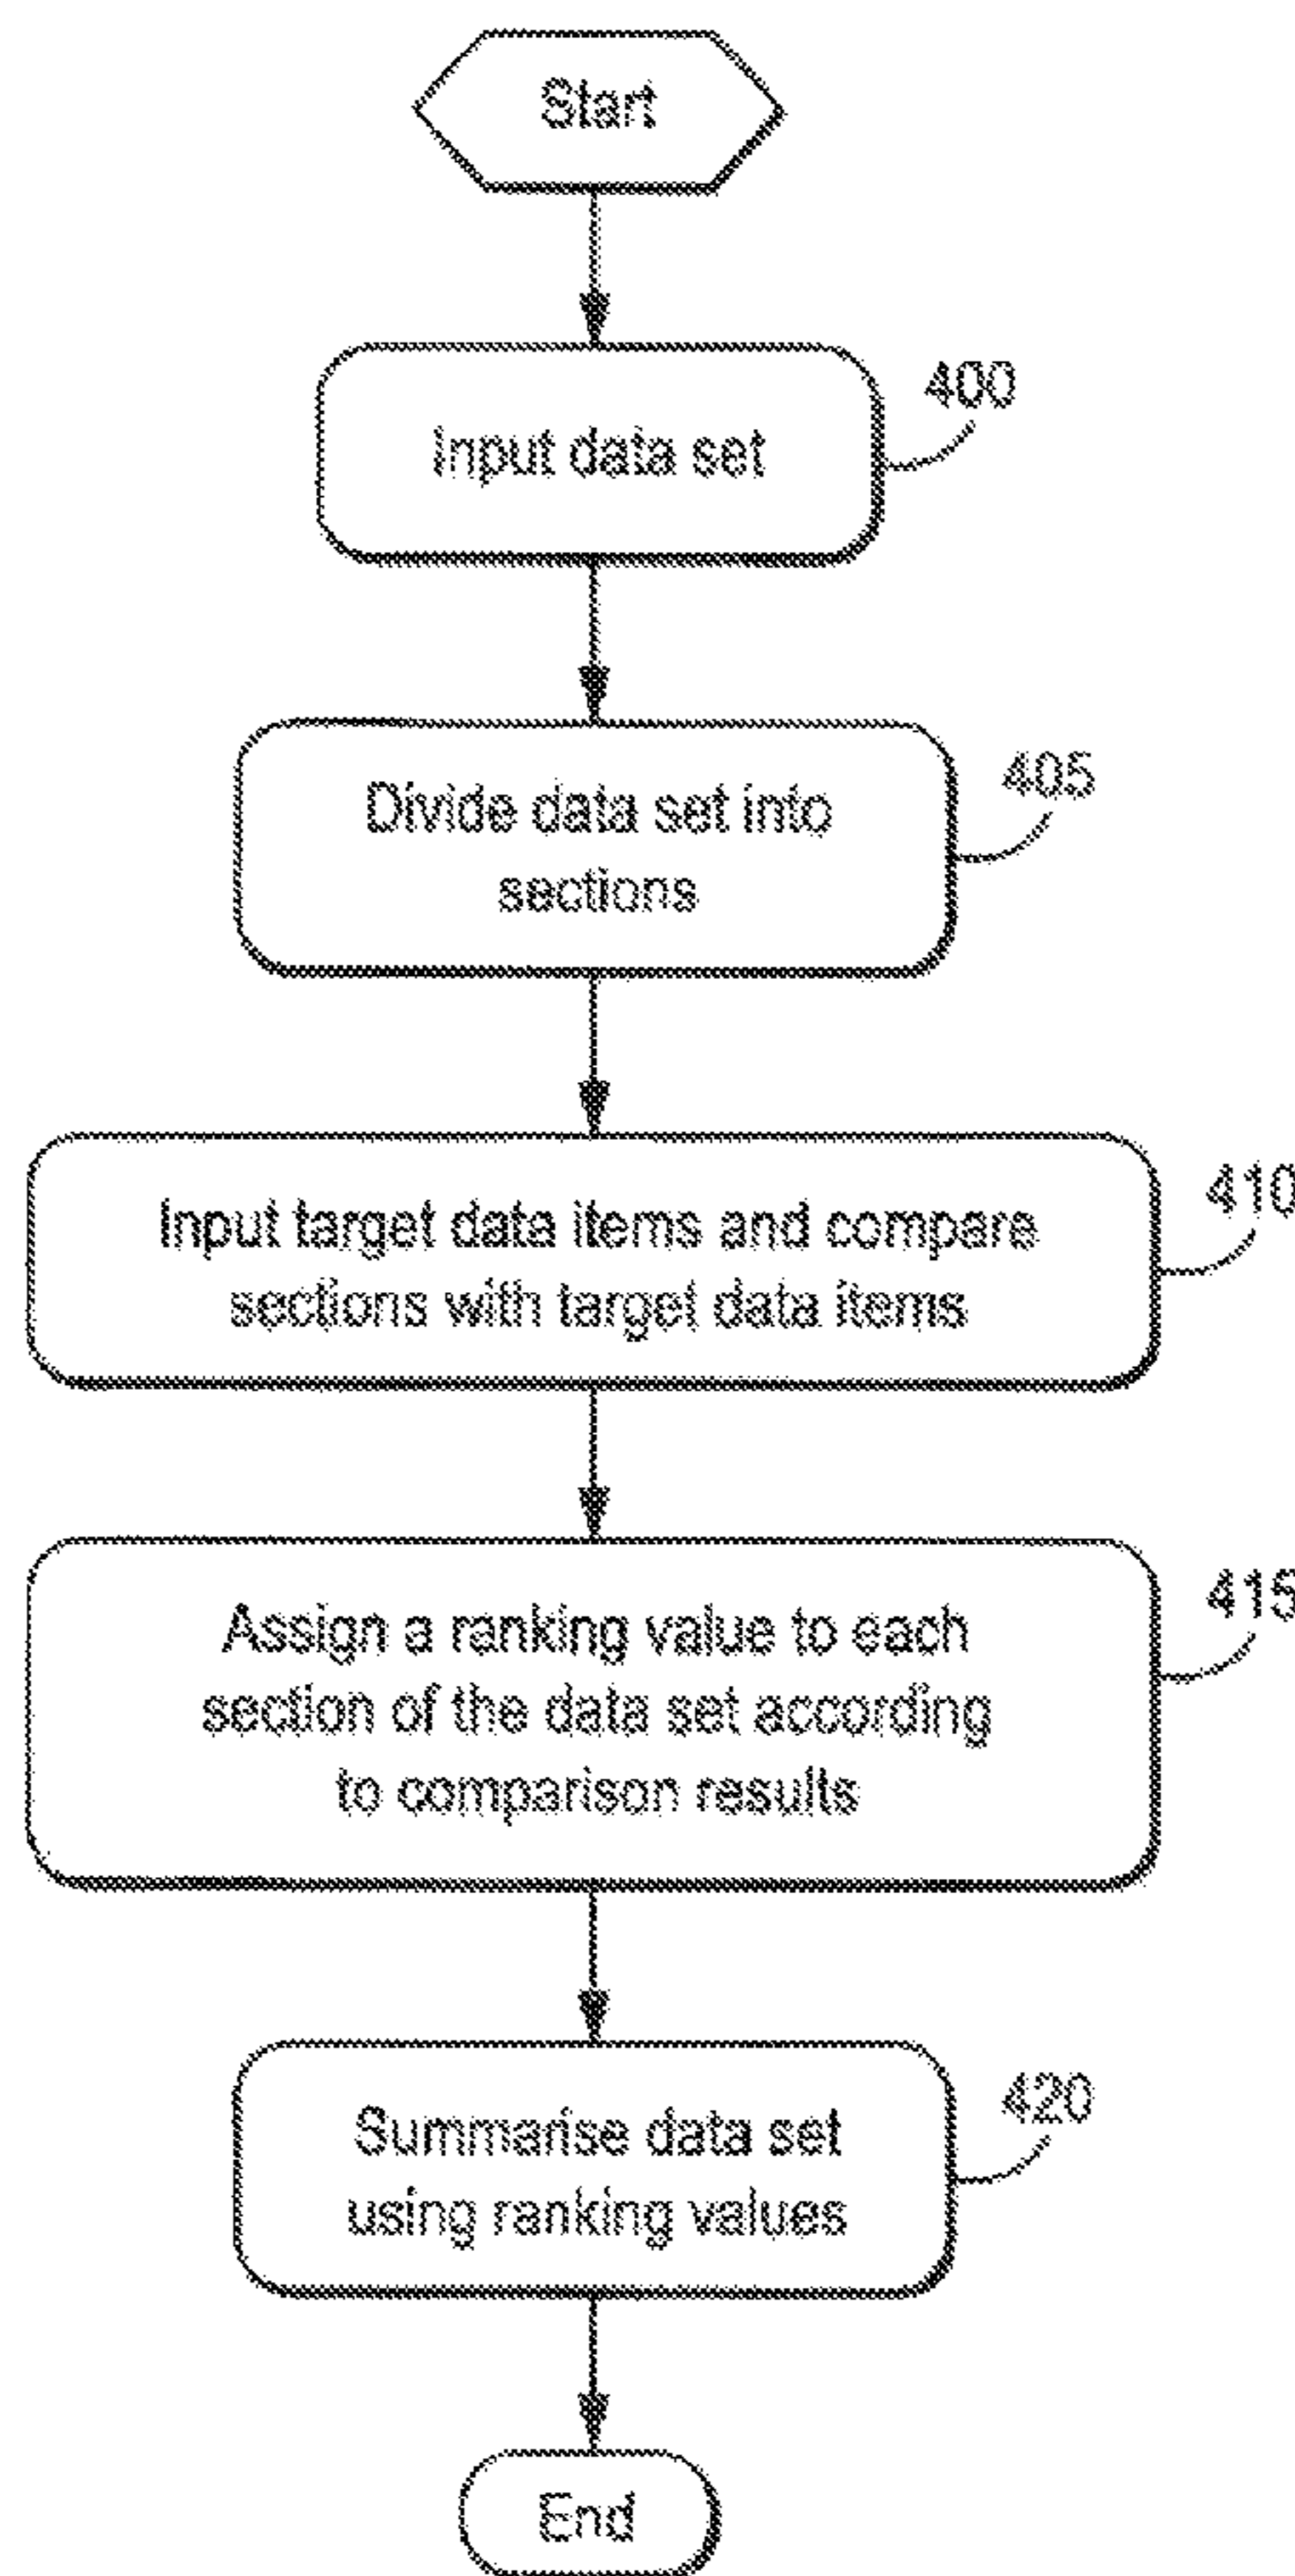 Start
400
Input data set
405
Divide data set into
sections
410
Input target data items and compare
sections with target data items
415
Assign a ranking value to each
section of the data set according
to comparison results
420
Summarise data set
using ranking values
End